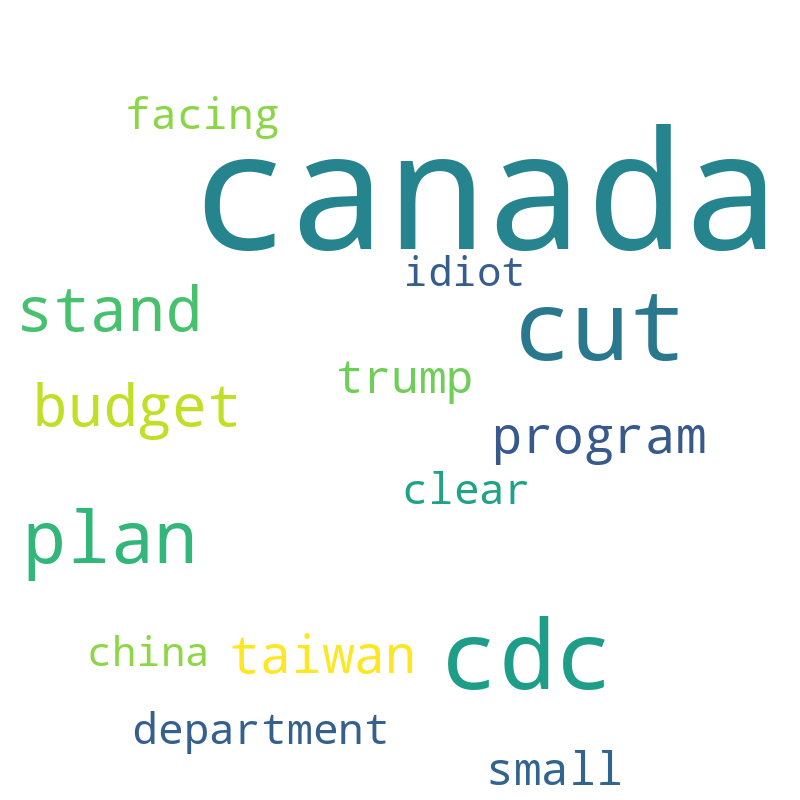 facing
canada
idiot
stand
cut
trump
budget
program
clear
plan
cdc
china
taiwan
department
small